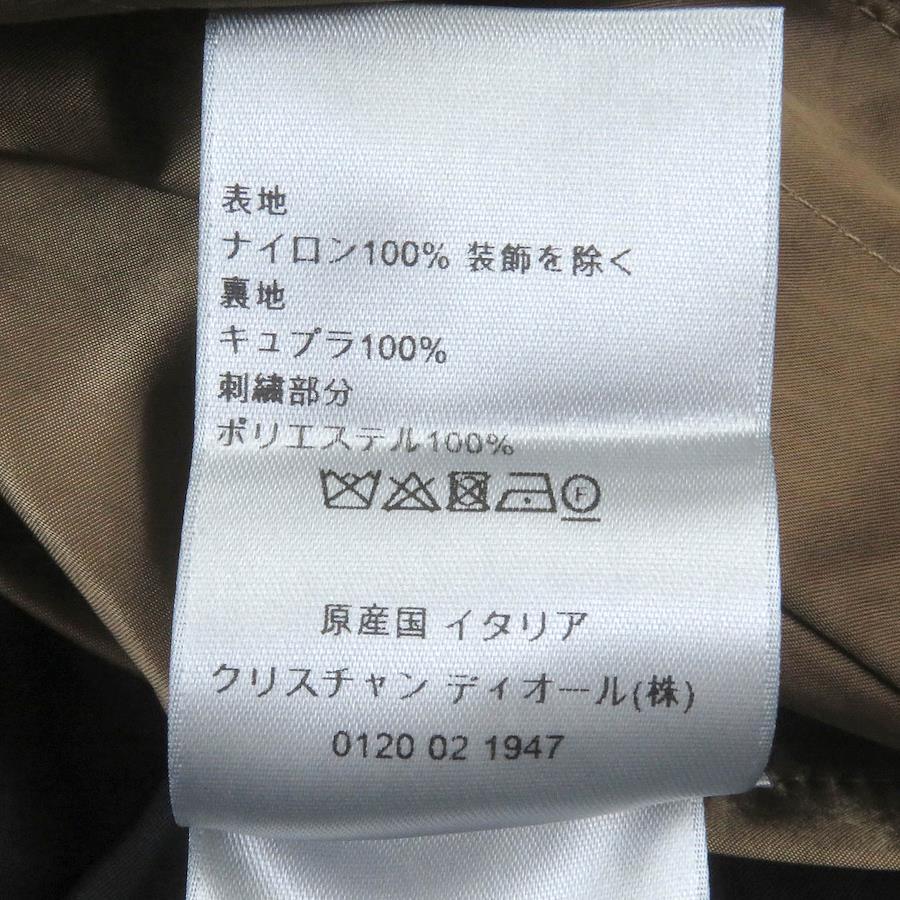 表地
ナイロン100% 装飾を除く
裏地
キュプラ100%
刺繍部分
ポリエステル100%
F
原産国 イタリア
クリスチャン ディオール(株)
0120 02 1947